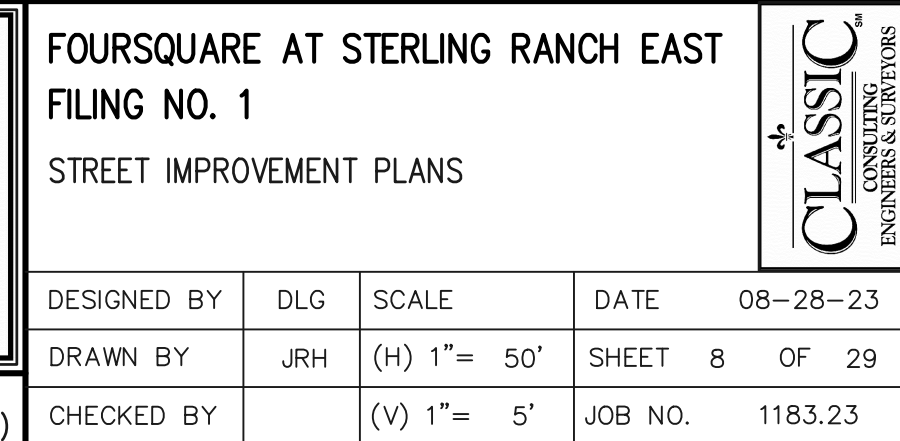 FOURSQUARE AT STERLING RANCH EAST
FILING NO. 1
STREET IMPROVEMENT PLANS
CLASSIC SM
CONSULTING
ENGINEERS & SURVEYORS
DESIGNED BY DLG SCALE DATE 08-28-23
DRAWN BY JRH (H) 1"= 50' SHEET 8 OF 29
) CHECKED BY (V) 1"= 5' JOB NO. 1183.23